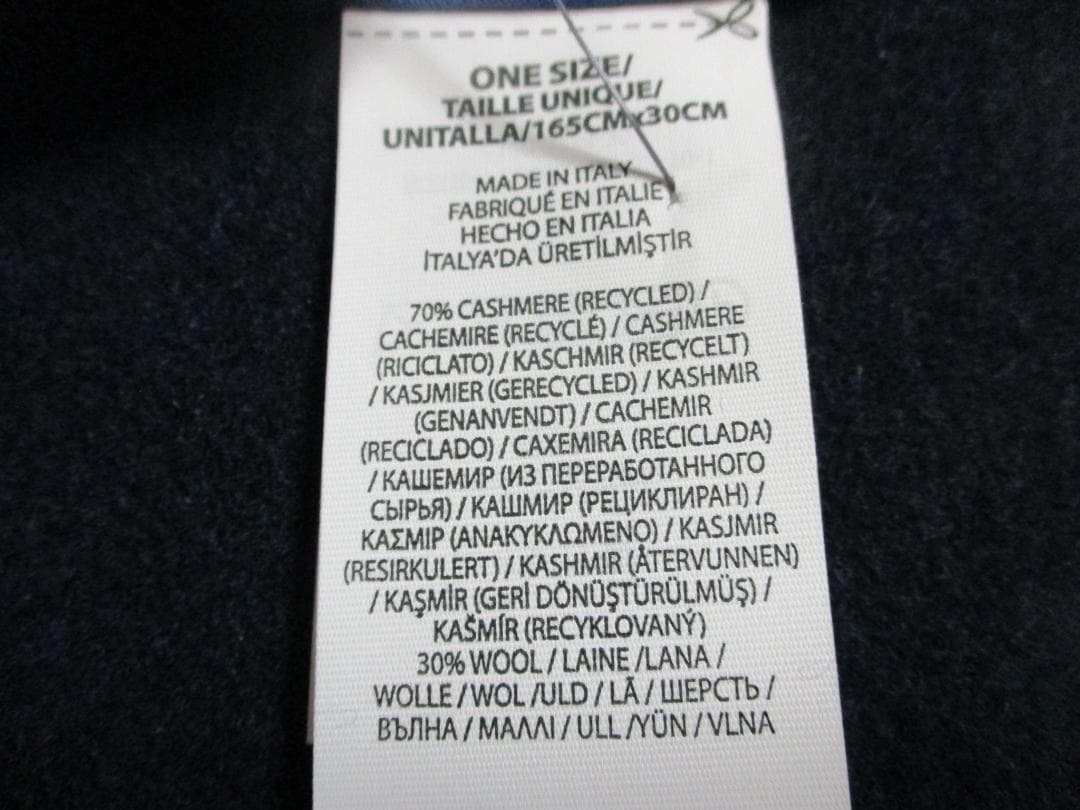 ONE SIZE/
TAILLE UNIQUE/
UNITALLA/165CMx30CM
MADE IN ITALY
FABRIQUÉ EN ITALIE
HECHO EN ITALIA
İTALYA'DA ÜRETİLMİŞTİR
70% CASHMERE (RECYCLED) /
CACHEMIRE (RECYCLÉ) / CASHMERE
(RICICLATO) / KASCHMIR (RECYCELT)
/ KASJMIER (GERECYCLED) / KASHMIR
(GENANVENDT) / CACHEMIR
(RECICLADO) / CAXEMIRA (RECICLADA)
/ КАШЕМИР (ИЗ ПЕРЕРАБОТАННОГО
СЫРЬЯ) / КАШМИР (РЕЦИКЛИРАН) /
ΚΑΣΜΙΡ (ΑΝΑΚΥΚΛΩΜΕΝΟ) / KASJMIR
(RESIRKULERT) / KASHMIR (ÅTERVUNNEN)
/ KAŞMİR (GERİ DÖNÜŞTÜRÜLMÜŞ) /
KAŠMÍR (RECYKLOVANÝ)
30% WOOL / LAINE /LANA /
WOLLE / WOL /ULD / LÃ / ШЕРСТЬ /
ВЪЛНА / ΜΑΛΛΙ / ULL /YÜN / VLNA